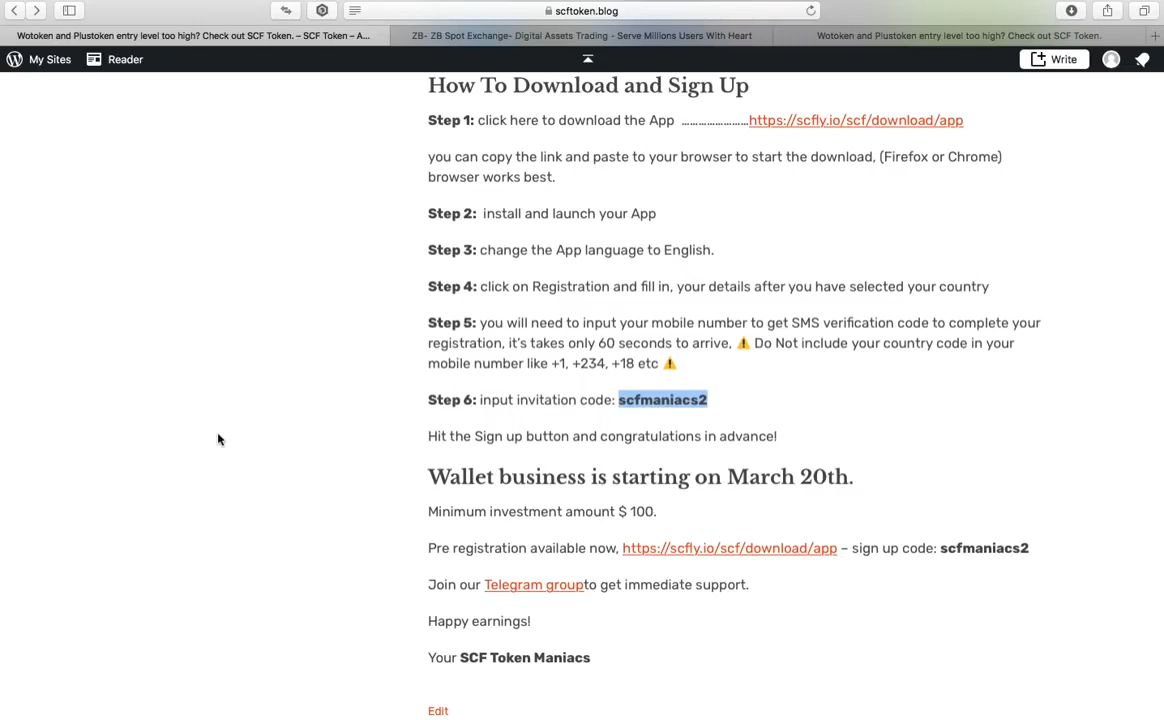 scftoken.blog
Wotoken and Plustoken entry level too high? Check out SCF Token. – SCF Token – A...
ZB- ZB Spot Exchange- Digital Assets Trading - Serve Millions Users With Heart
Wotoken and Plustoken entry level too high? Check out SCF Token.
My Sites
Reader
Write
How To Download and Sign Up
Step 1: click here to download the App ……………………https://scfly.io/scf/download/app
you can copy the link and paste to your browser to start the download, (Firefox or Chrome)
browser works best.
Step 2: install and launch your App
Step 3: change the App language to English.
Step 4: click on Registration and fill in, your details after you have selected your country
Step 5: you will need to input your mobile number to get SMS verification code to complete your
registration, it's takes only 60 seconds to arrive, ⚠️ Do Not include your country code in your
mobile number like +1, +234, +18 etc ⚠️
Step 6: input invitation code: scfmaniacs2
Hit the Sign up button and congratulations in advance!
Wallet business is starting on March 20th.
Minimum investment amount $ 100.
Pre registration available now, https://scfly.io/scf/download/app – sign up code: scfmaniacs2
Join our Telegram groupto get immediate support.
Happy earnings!
Your SCF Token Maniacs
Edit